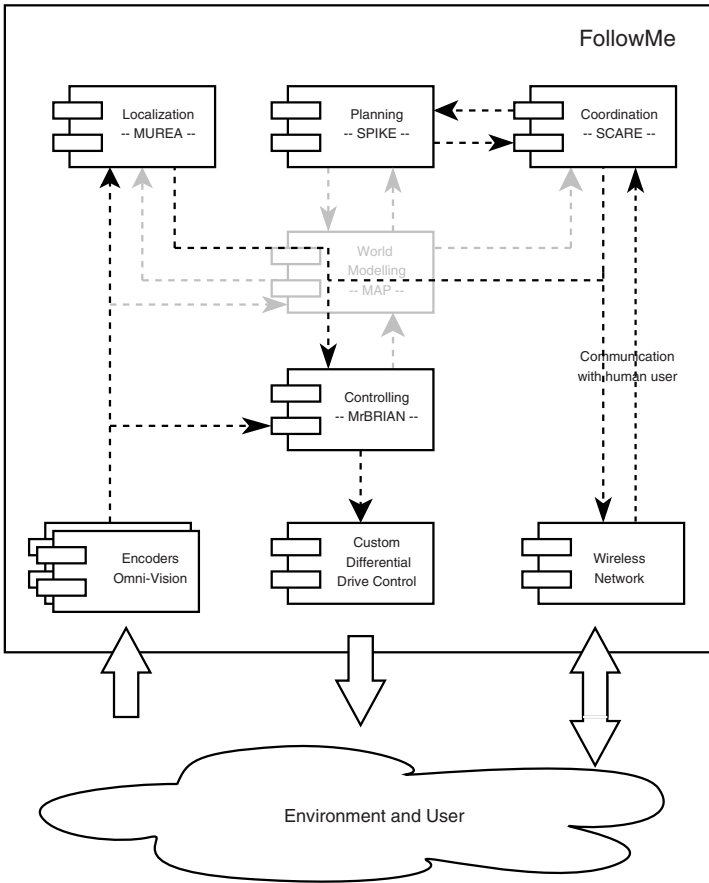 FollowMe
Localization
-- MUREA --
Planning
-- SPIKE --
Coordination
-- SCARE --
World
Modelling
-- MAP --
Communication
with human user
Controlling
-- MrBRIAN --
Encoders
Omni-Vision
Custom
Differential
Drive Control
Wireless
Network
Environment and User